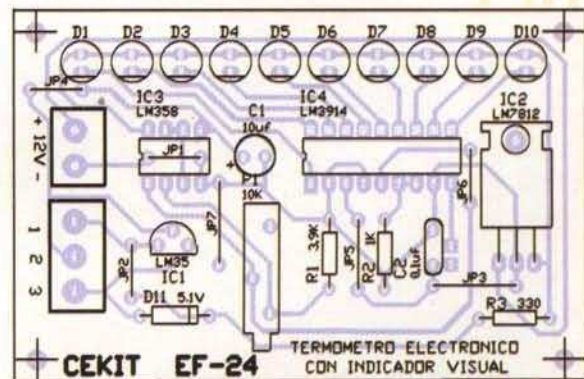 D1 D2 D3 D4 D5 D6 D7 D8 D9 D10
JP4
IC3
LM358
C1
10uf
IC4
LM3914
IC2
LM7812
+ 12V -
JP1
+
P1
10K
JP6
1
2
3
JP7
LM35
IC1
JP2
D11 5.1V
R1 3.9K
JP5
R2 1K
C2 0.1uf
JP3
R3 330
CEKIT EF-24
TERMOMETRO ELECTRONICO
CON INDICADOR VISUAL